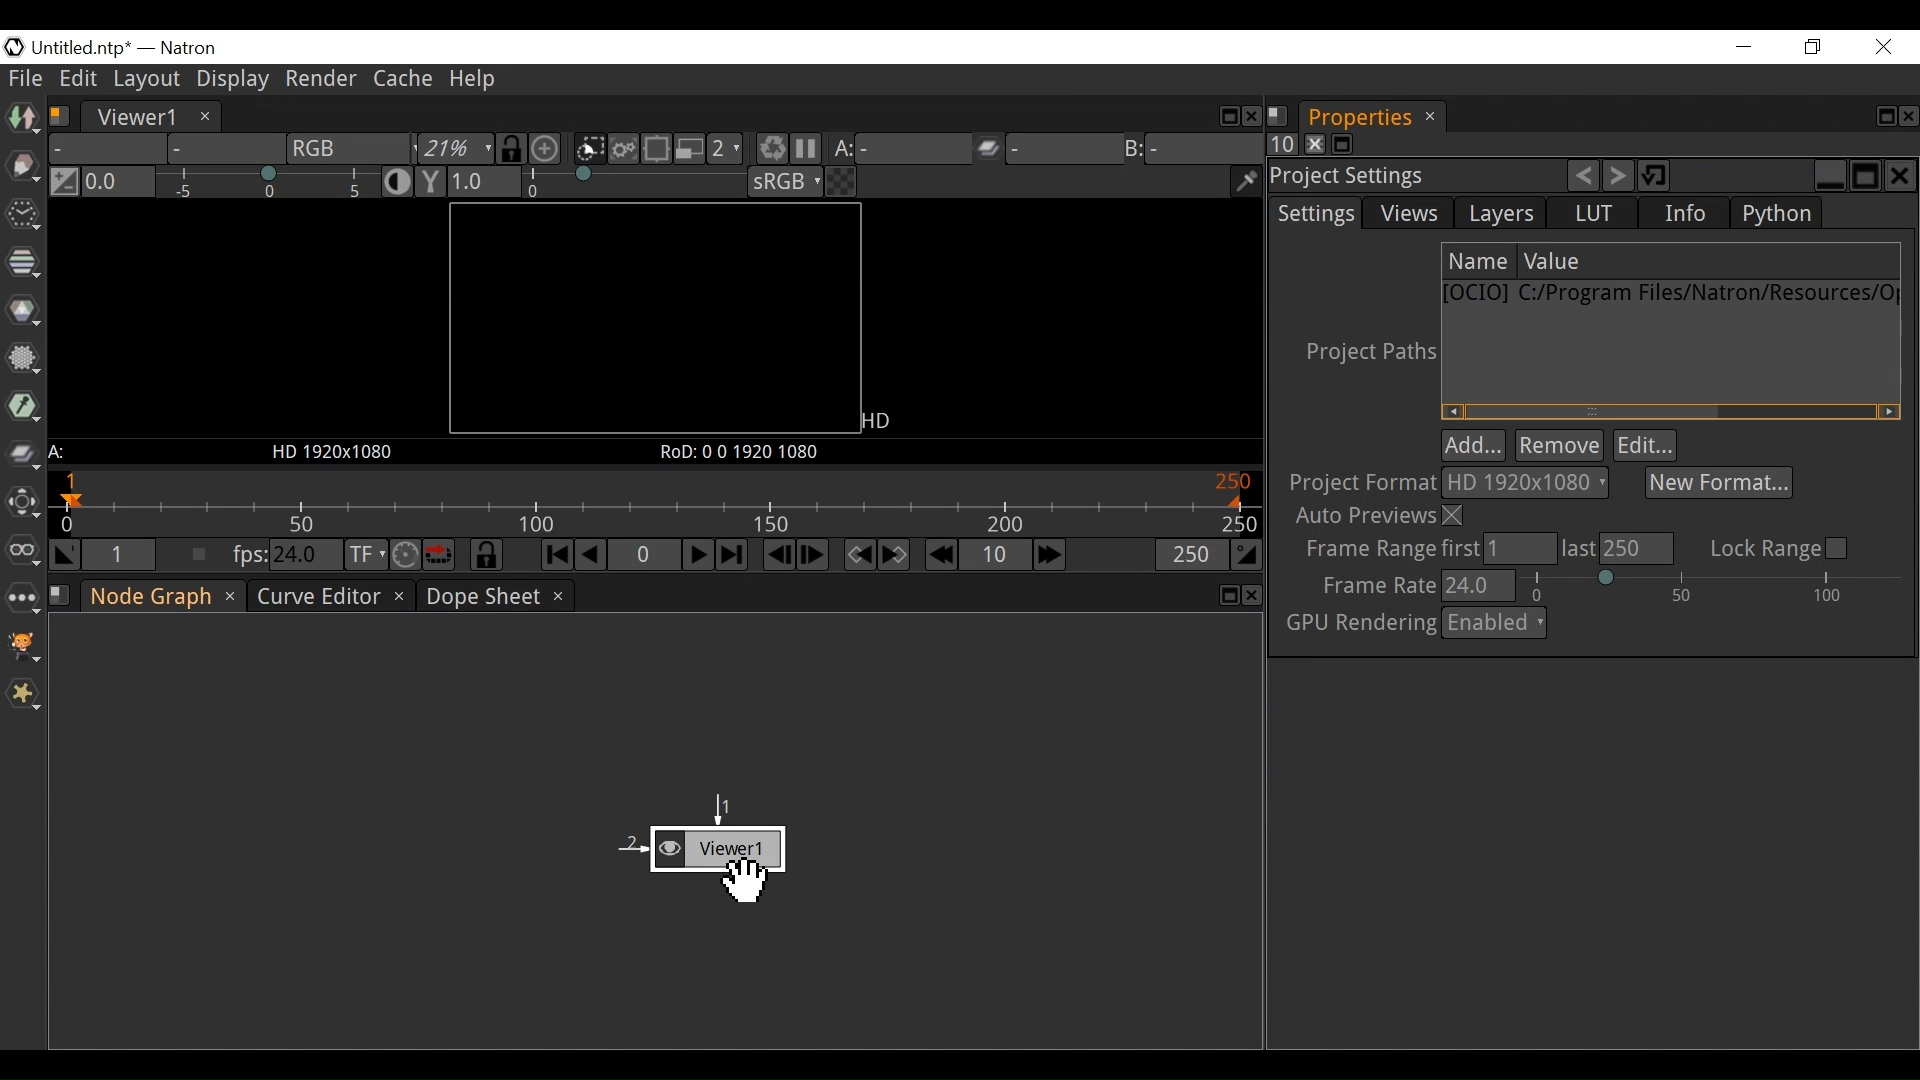 Untitled.ntp* — Natron
File Edit Layout Display Render Cache Help
Viewer1 ×
Properties ×
- - RGB 21% 2 A: - - B: -
10
0.0 -5 0 5 Y 1.0 0 sRGB
Project Settings
Settings Views Layers LUT Info Python
Name Value
[OCIO] C:/Program Files/Natron/Resources/Op
Project Paths
HD
A: HD 1920x1080 RoD: 0 0 1920 1080
Add... Remove Edit...
1 250
0 50 100 150 200 250
Project Format HD 1920x1080 New Format...
Auto Previews
1 fps: 24.0 TF 0 10 250
Frame Range first 1 last 250 Lock Range
Frame Rate 24.0 0 50 100
GPU Rendering Enabled
Node Graph × Curve Editor × Dope Sheet ×
1
2 Viewer1